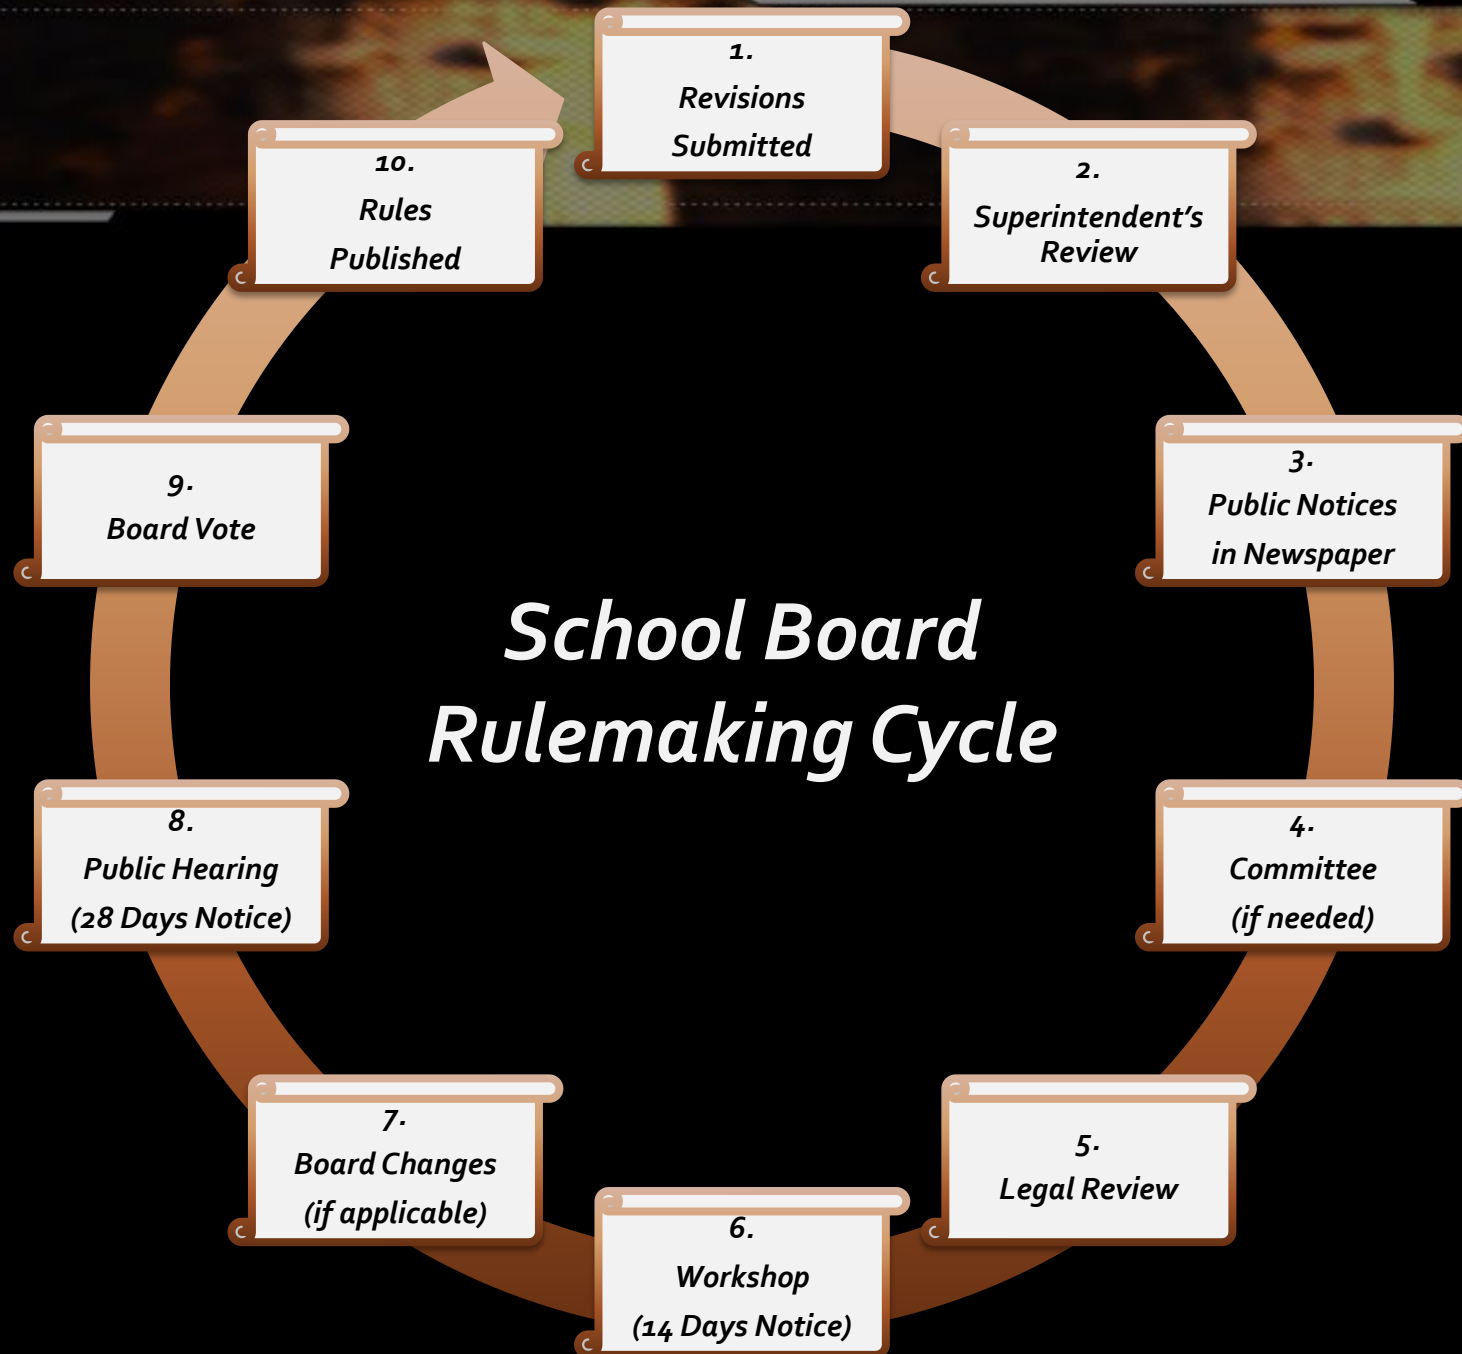 1.
Revisions
Submitted
2.
Superintendent’s
Review
3.
Public Notices
in Newspaper
4.
Committee
(if needed)
5.
Legal Review
6.
Workshop
(14 Days Notice)
7.
Board Changes
(if applicable)
8.
Public Hearing
(28 Days Notice)
9.
Board Vote
10.
Rules
Published
School Board
Rulemaking Cycle